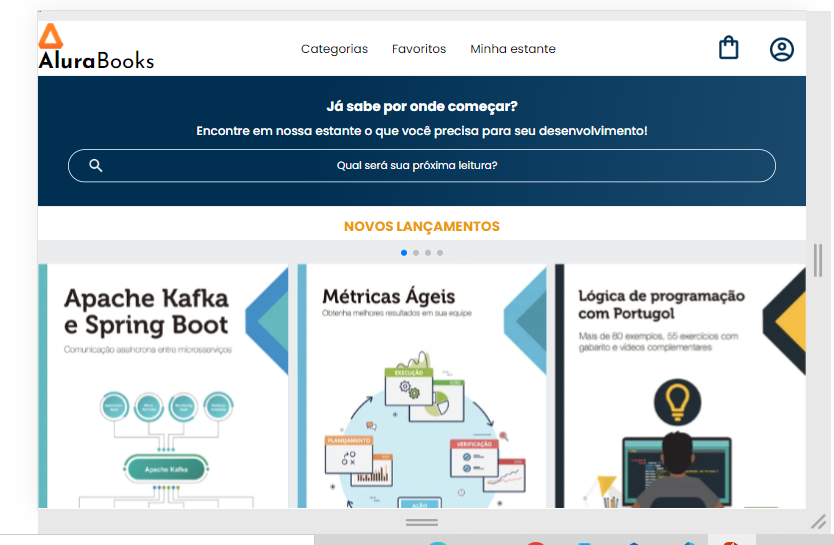 AluraBooks
Categorias Favoritos Minha estante
Já sabe por onde começar?
Encontre em nossa estante o que você precisa para seu desenvolvimento!
Qual será sua próxima leitura?
NOVOS LANÇAMENTOS
Apache Kafka
e Spring Boot
Comunicação assíncrona entre microsserviços
Apache Kafka
Métricas Ágeis
Obtenha melhores resultados em sua equipe
EXECUÇÃO
PLANEJAMENTO
VERIFICAÇÃO
AÇÃO
Lógica de programação
com Portugol
Mais de 80 exemplos, 55 exercícios com
gabarito e vídeos complementares